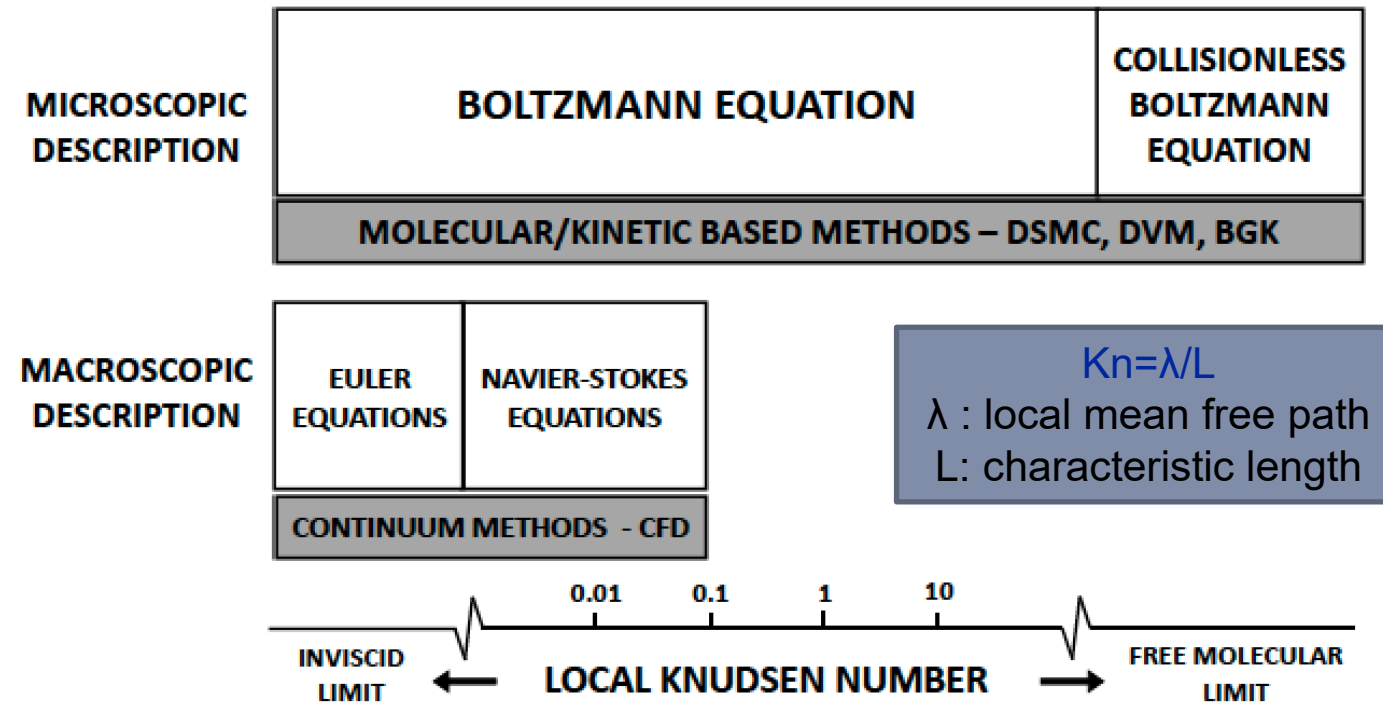 MICROSCOPIC
DESCRIPTION
BOLTZMANN EQUATION
COLLISIONLESS
BOLTZMANN
EQUATION
MOLECULAR/KINETIC BASED METHODS – DSMC, DVM, BGK
MACROSCOPIC
DESCRIPTION
EULER
EQUATIONS
NAVIER-STOKES
EQUATIONS
Kn=λ/L
λ : local mean free path
L: characteristic length
CONTINUUM METHODS - CFD
0.01 0.1 1 10
INVISCID
LIMIT
LOCAL KNUDSEN NUMBER
FREE MOLECULAR
LIMIT